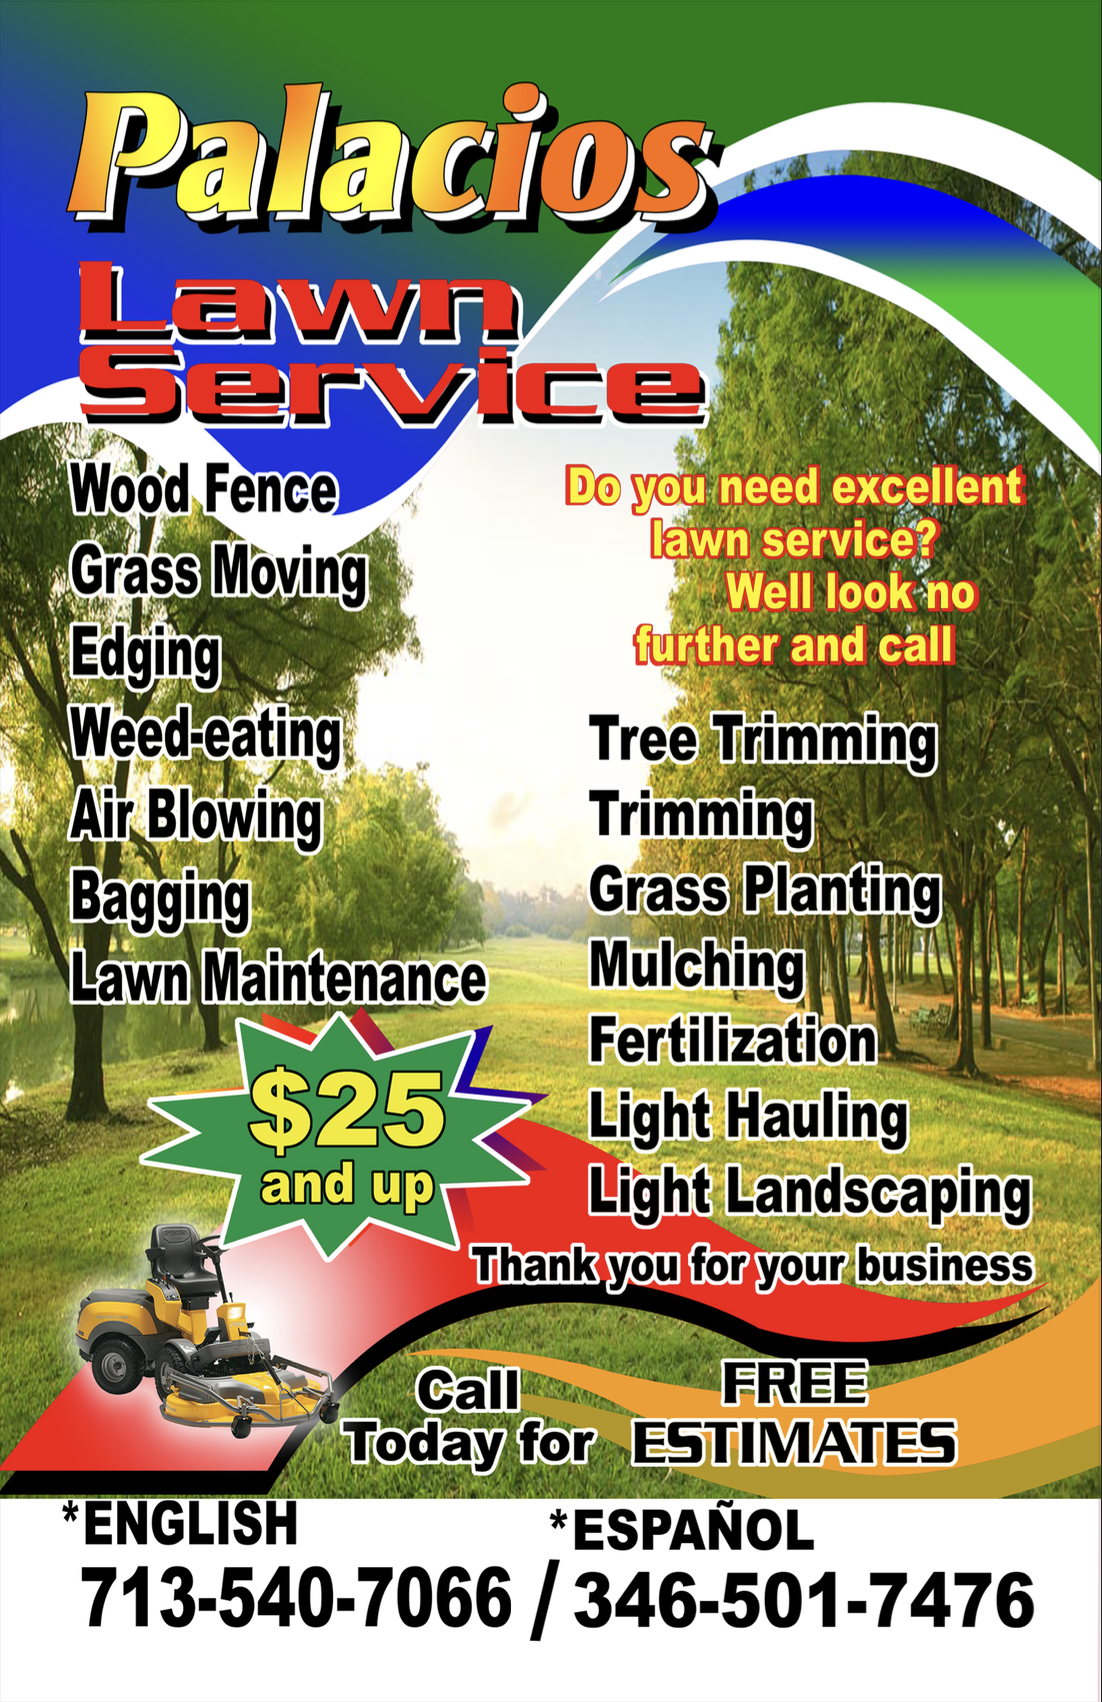 Palacios
Lawn
Service
Wood Fence
Grass Moving
Edging
Weed-eating
Air Blowing
Bagging
Lawn Maintenance
$25
and up
Do you need excellent
lawn service?
Well look no
further and call
Tree Trimming
Trimming
Grass Planting
Mulching
Fertilization
Light Hauling
Light Landscaping
Thank you for your business
Call
Today for
FREE
ESTIMATES
*ENGLISH
713-540-7066 /
*ESPAÑOL
346-501-7476